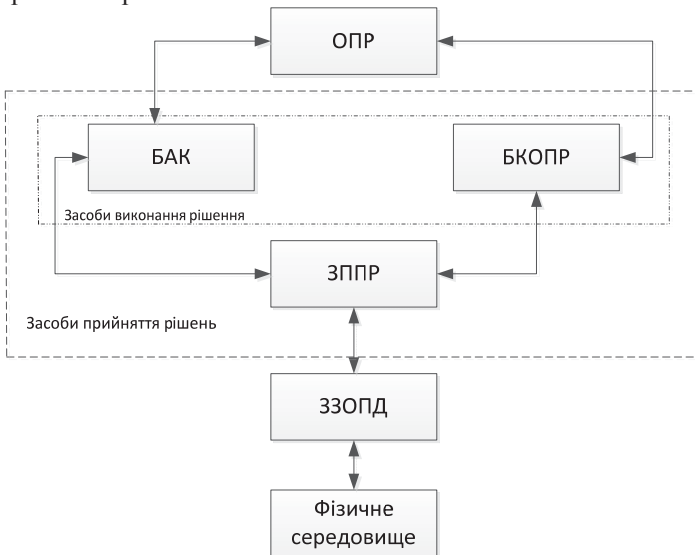 ОПР
БАК
БКОПР
Засоби виконання рішення
ЗППР
Засоби прийняття рішень
ЗЗОПД
Фізичне
середовище